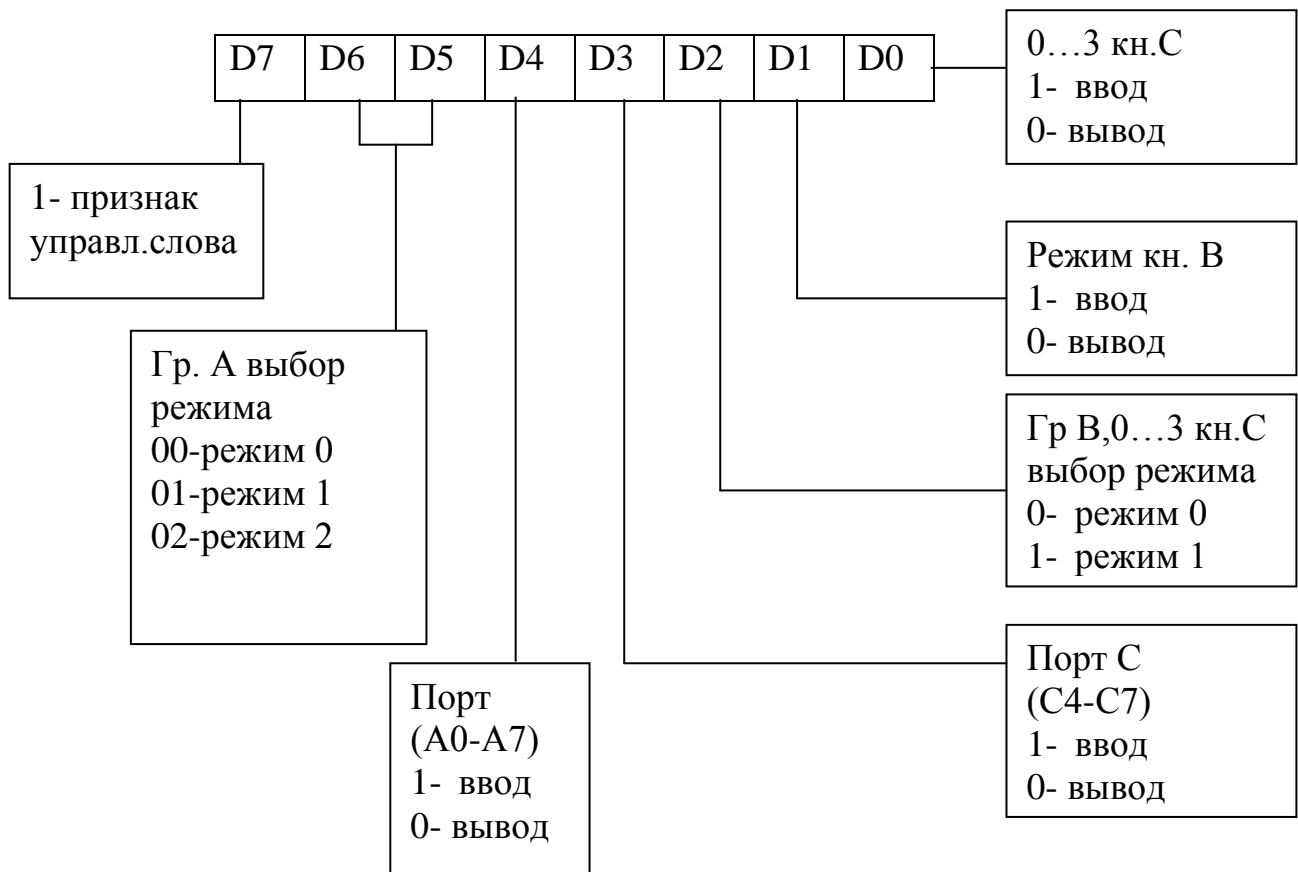 D7 D6 D5 D4 D3 D2 D1 D0
0…3 кн.С
1- ввод
0- вывод
1- признак
управл.слова
Режим кн. В
1- ввод
0- вывод
Гр. А выбор
режима
00-режим 0
01-режим 1
02-режим 2
Гр В,0…3 кн.С
выбор режима
0- режим 0
1- режим 1
Порт
(А0-А7)
1- ввод
0- вывод
Порт С
(С4-С7)
1- ввод
0- вывод